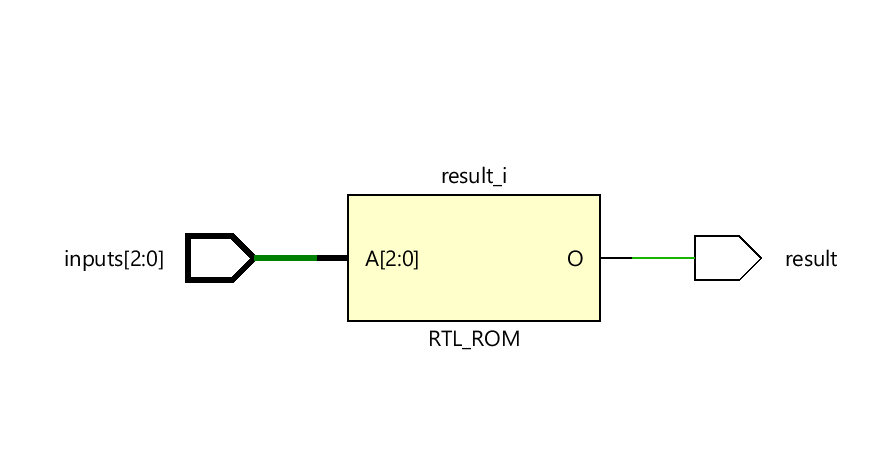 result_i
inputs[2:0]
A[2:0]
O
result
RTL_ROM